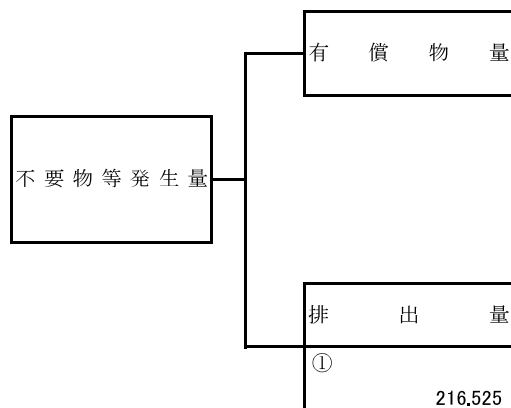 有償物量
不要物等発生量
排出量
①
216.525